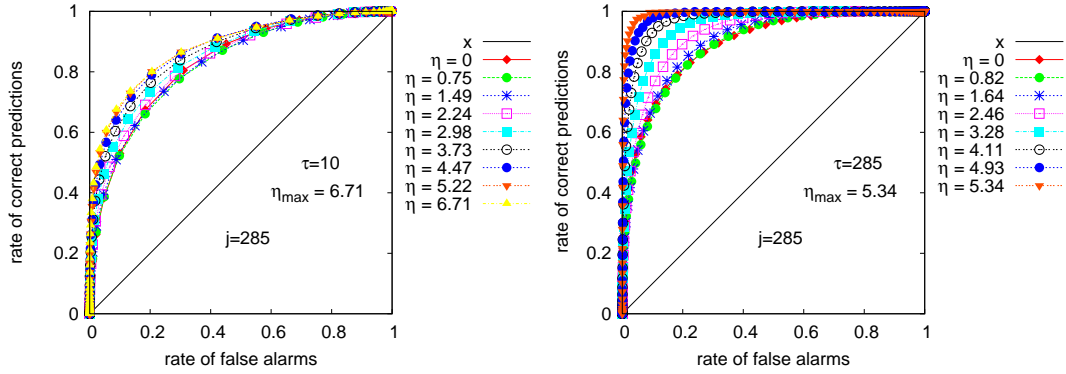 rate of correct predictions
1
0.8
0.6
0.4
0.2
0
0 0.2 0.4 0.6 0.8 1
rate of false alarms
τ=10
η_max = 6.71
j=285
x
η = 0
η = 0.75
η = 1.49
η = 2.24
η = 2.98
η = 3.73
η = 4.47
η = 5.22
η = 6.71
rate of correct predictions
1
0.8
0.6
0.4
0.2
0
0 0.2 0.4 0.6 0.8 1
rate of false alarms
τ=285
η_max = 5.34
j=285
x
η = 0
η = 0.82
η = 1.64
η = 2.46
η = 3.28
η = 4.11
η = 4.93
η = 5.34